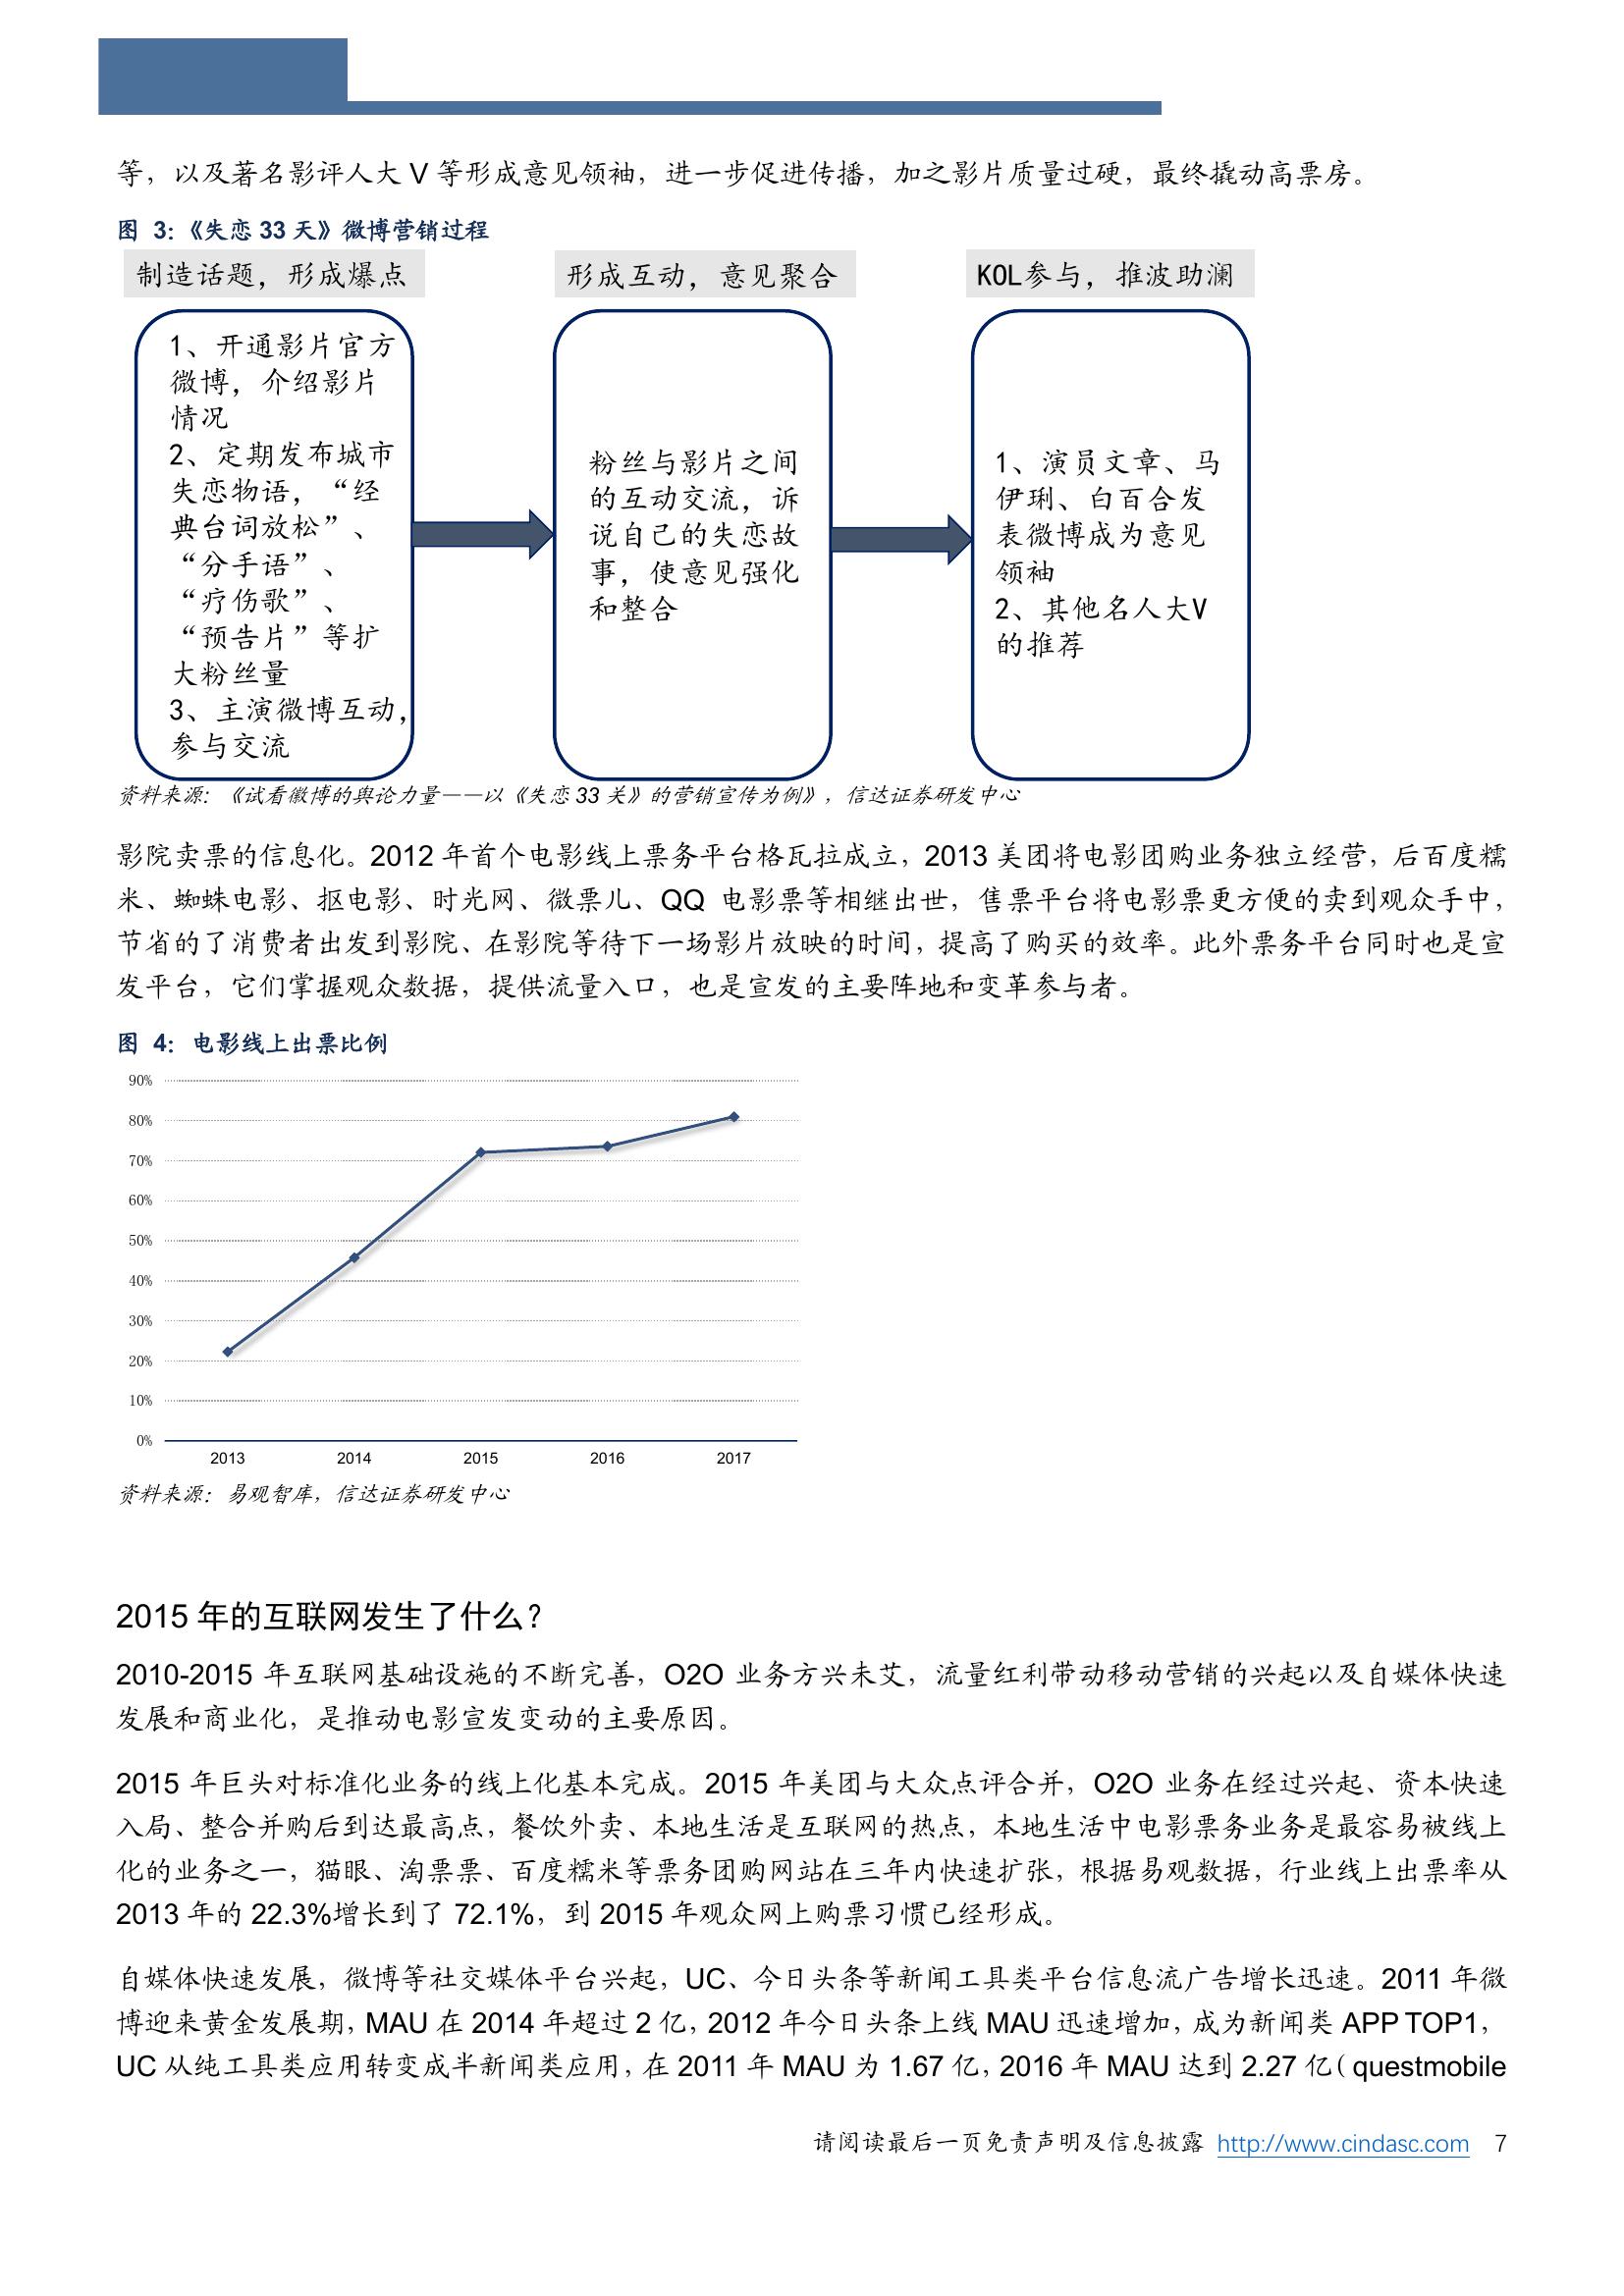 等，以及著名影评人大 V 等形成意见领袖，进一步促进传播，加之影片质量过硬，最终撬动高票房。
图 3：《失恋 33 天》微博营销过程
制造话题，形成爆点
1、开通影片官方
微博，介绍影片
情况
2、定期发布城市
失恋物语，“经
典台词放松”、
“分手语”、
“疗伤歌”、
“预告片”等扩
大粉丝量
3、主演微博互动，
参与交流
形成互动，意见聚合
粉丝与影片之间
的互动交流，诉
说自己的失恋故
事，使意见强化
和整合
KOL参与，推波助澜
1、演员文章、马
伊琍、白百合发
表微博成为意见
领袖
2、其他名人大V
的推荐
资料来源：《试看微博的舆论力量——以《失恋 33 关》的营销宣传为例》，信达证券研发中心
影院卖票的信息化。2012 年首个电影线上票务平台格瓦拉成立，2013 美团将电影团购业务独立经营，后百度糯
米、蜘蛛电影、抠电影、时光网、微票儿、QQ 电影票等相继出世，售票平台将电影票更方便的卖到观众手中，
节省的了消费者出发到影院、在影院等待下一场影片放映的时间，提高了购买的效率。此外票务平台同时也是宣
发平台，它们掌握观众数据，提供流量入口，也是宣发的主要阵地和变革参与者。
图 4：电影线上出票比例
90%
80%
70%
60%
50%
40%
30%
20%
10%
0%
2013 2014 2015 2016 2017
资料来源：易观智库，信达证券研发中心
2015 年的互联网发生了什么？
2010-2015 年互联网基础设施的不断完善，O2O 业务方兴未艾，流量红利带动移动营销的兴起以及自媒体快速
发展和商业化，是推动电影宣发变动的主要原因。
2015 年巨头对标准化业务的线上化基本完成。2015 年美团与大众点评合并，O2O 业务在经过兴起、资本快速
入局、整合并购后到达最高点，餐饮外卖、本地生活是互联网的热点，本地生活中电影票务业务是最容易被线上
化的业务之一，猫眼、淘票票、百度糯米等票务团购网站在三年内快速扩张，根据易观数据，行业线上出票率从
2013 年的 22.3%增长到了 72.1%，到 2015 年观众网上购票习惯已经形成。
自媒体快速发展，微博等社交媒体平台兴起，UC、今日头条等新闻工具类平台信息流广告增长迅速。2011 年微
博迎来黄金发展期，MAU 在 2014 年超过 2 亿，2012 年今日头条上线 MAU 迅速增加，成为新闻类 APP TOP1，
UC 从纯工具类应用转变成半新闻类应用，在 2011 年 MAU 为 1.67 亿，2016 年 MAU 达到 2.27 亿（questmobile
请阅读最后一页免责声明及信息披露 http://www.cindasc.com 7